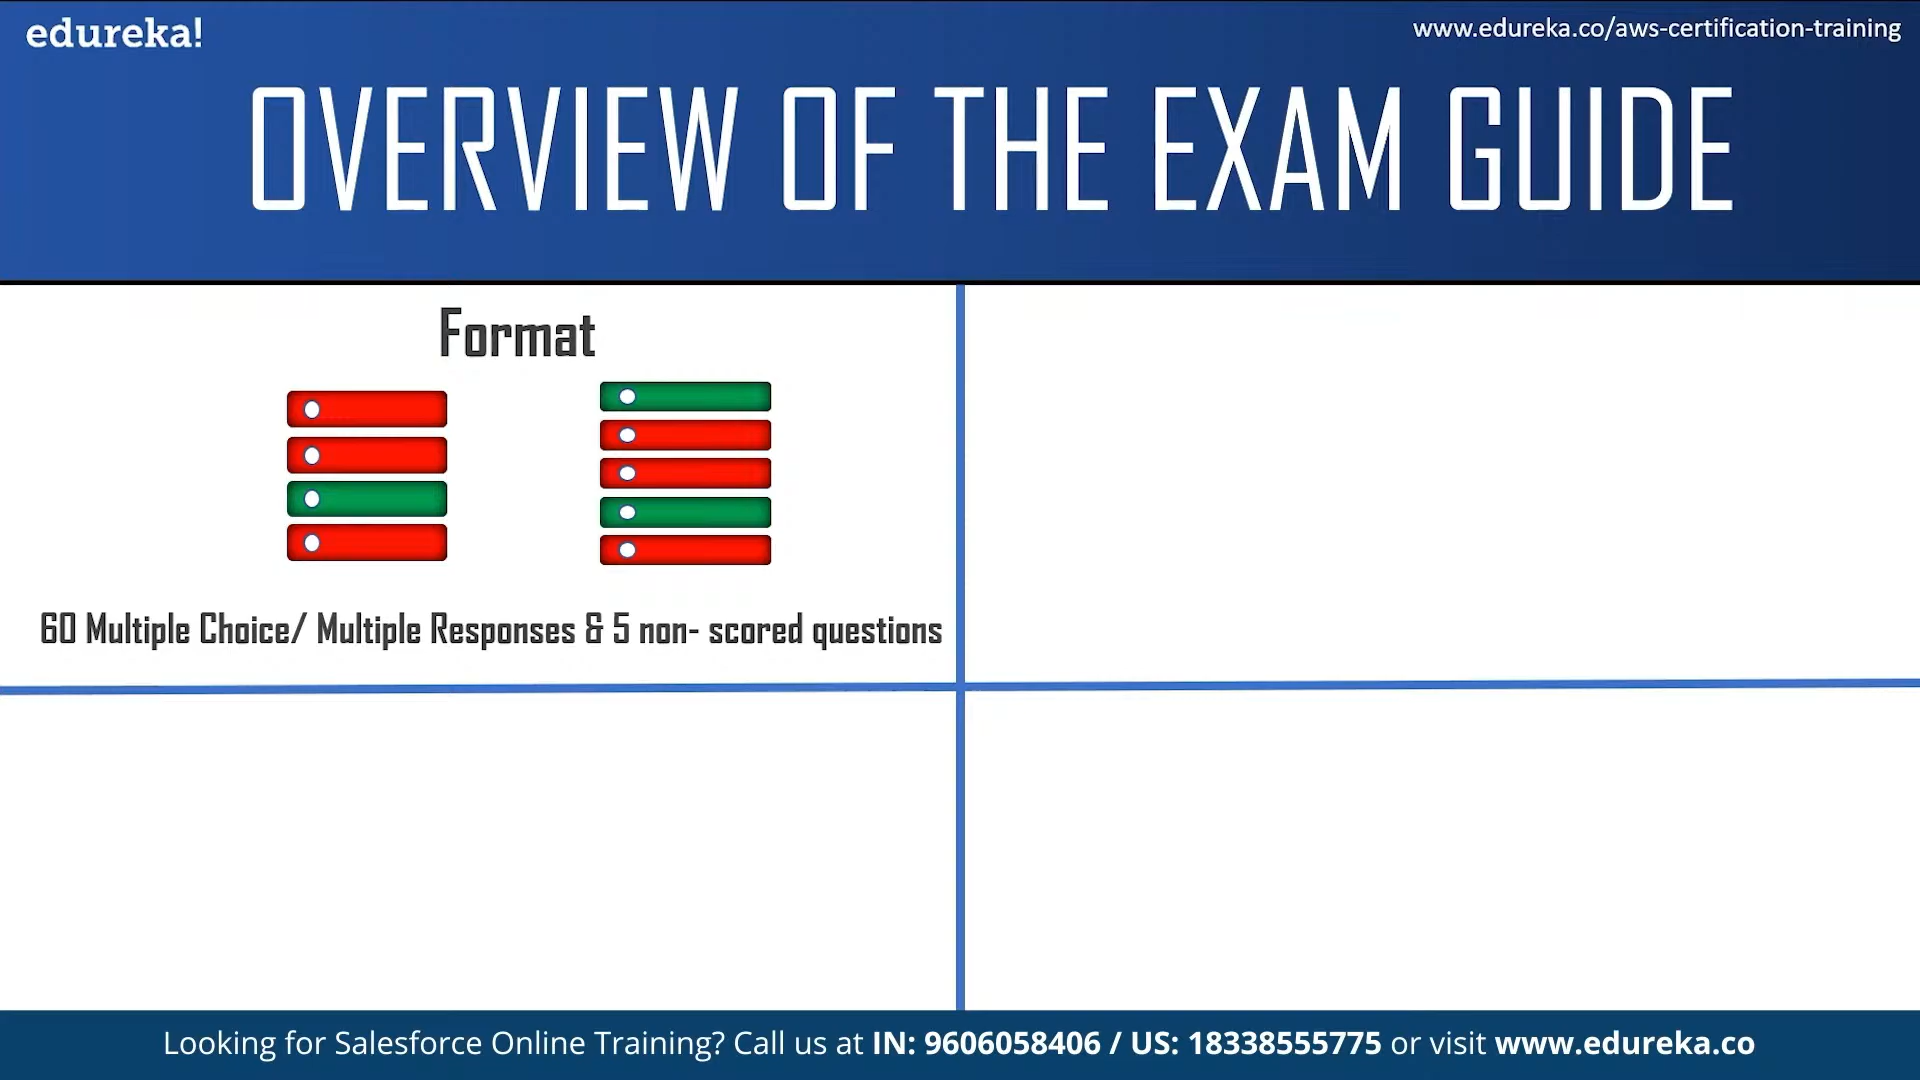 edureka!
www.edureka.co/aws-certification-training
OVERVIEW OF THE EXAM GUIDE
Format
60 Multiple Choice/ Multiple Responses & 5 non- scored questions
Looking for Salesforce Online Training? Call us at IN: 9606058406 / US: 18338555775 or visit www.edureka.co